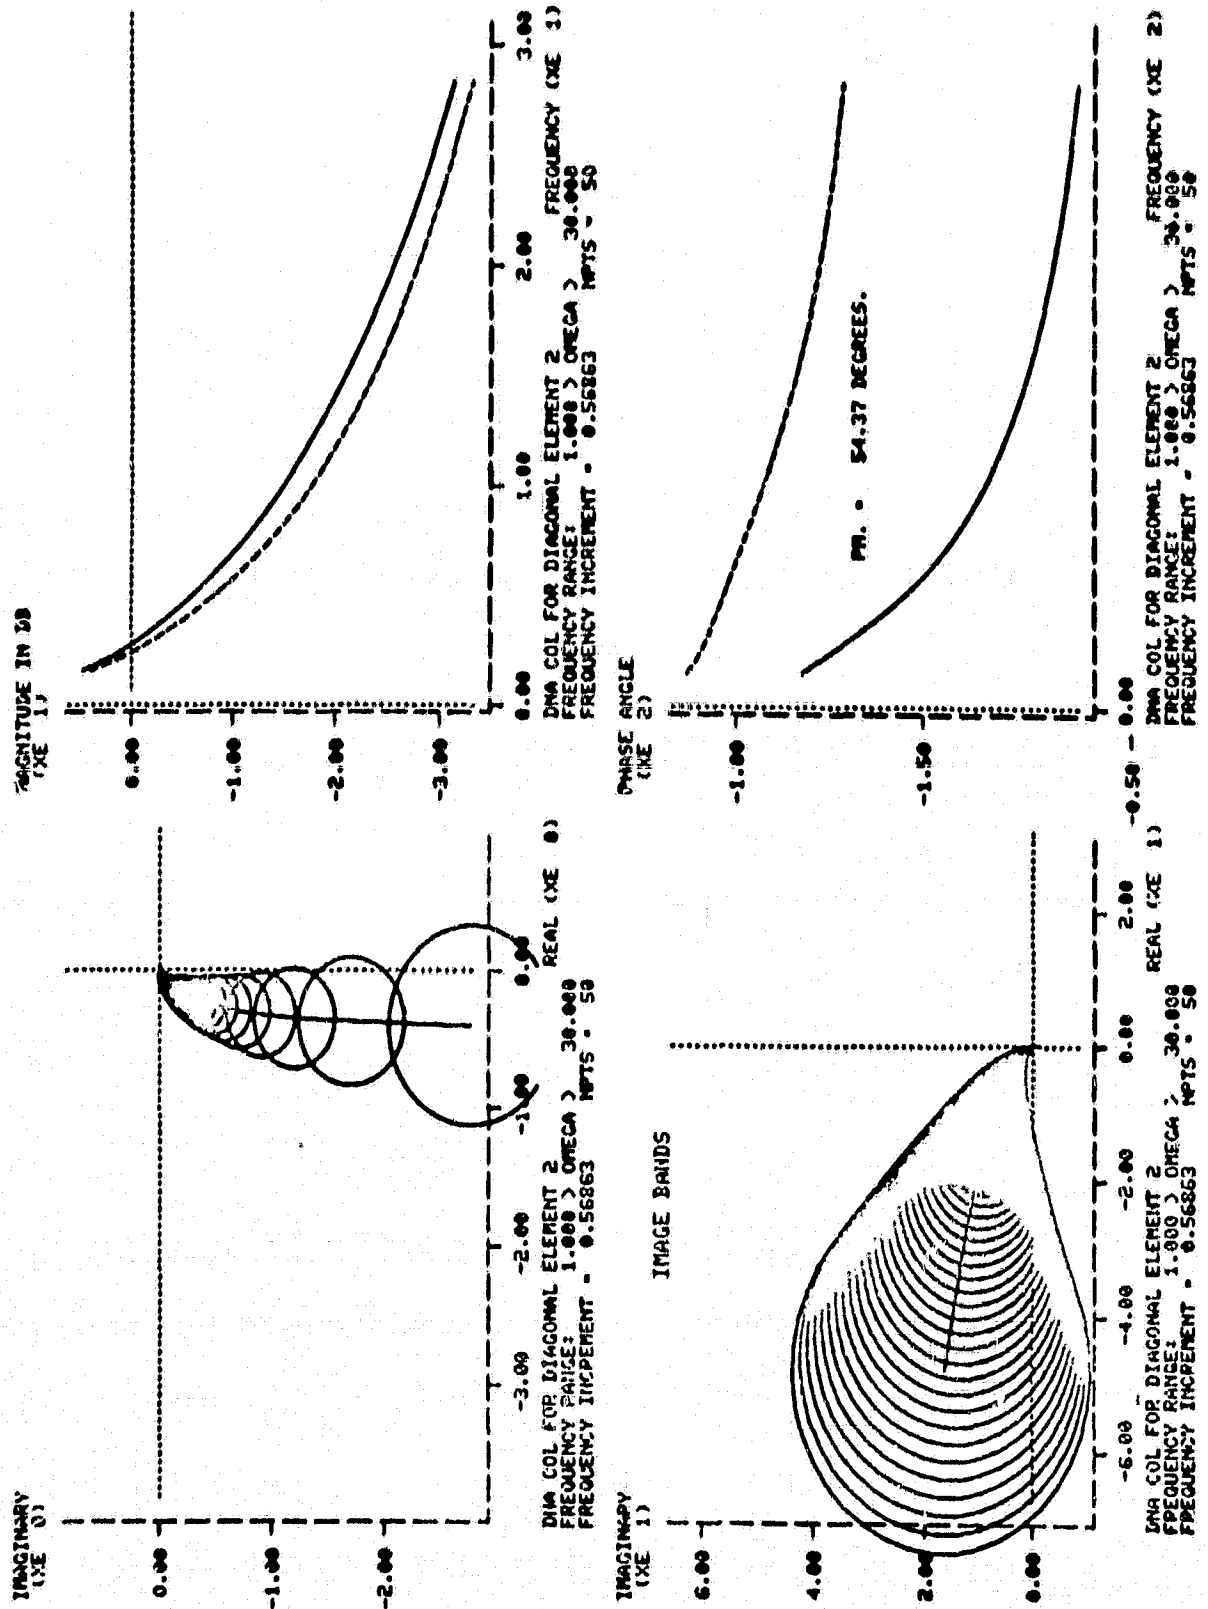 IMAGINARY
(XE 0)
0.00
-1.00
-2.00
-3.00
-2.00
-1.00
0.00
REAL (XE 0)
DNA COL FOR DIAGONAL ELEMENT 2
FREQUENCY RANGE: 1.000 > OMEGA > 30.000
FREQUENCY INCREMENT = 0.56863 NPTS = 50
MAGNITUDE IN DB
(XE 1)
0.00
-1.00
-2.00
-3.00
0.00
1.00
2.00
3.00
DNA COL FOR DIAGONAL ELEMENT 2 FREQUENCY (XE 1)
FREQUENCY RANGE: 1.000 > OMEGA > 30.000
FREQUENCY INCREMENT = 0.56863 NPTS = 50
IMAGINARY
(XE 1)
IMAGE BANDS
6.00
4.00
2.00
0.00
-6.00
-4.00
-2.00
0.00
2.00
DNA COL FOR DIAGONAL ELEMENT 2 REAL (XE 1)
FREQUENCY RANGE: 1.000 > OMEGA > 30.000
FREQUENCY INCREMENT = 0.56863 NPTS = 50
PHASE ANGLE
(XE 2)
-1.00
-1.50
-0.50
PM. = 54.37 DEGREES.
0.00
DNA COL FOR DIAGONAL ELEMENT 2 FREQUENCY (XE 2)
FREQUENCY RANGE: 1.000 > OMEGA > 30.000
FREQUENCY INCREMENT = 0.56863 NPTS = 50